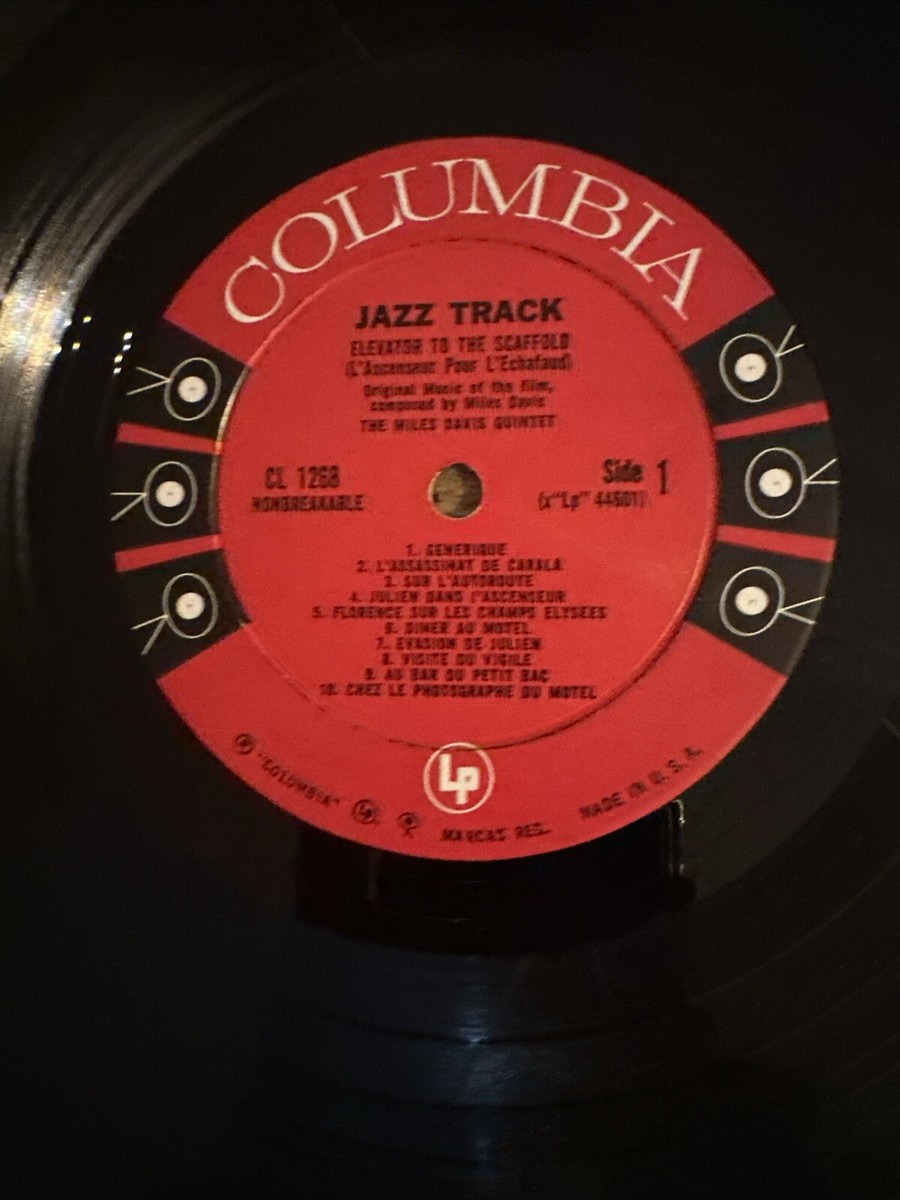 COLUMBIA
JAZZ TRACK
ELEVATOR TO THE SCAFFOLD
(L'Ascenseur Pour L'Echafaud)
Original Music of the film,
composed by Miles Davis
THE MILES DAVIS QUINTET
CL 1268
NONBREAKABLE
Side 1
(x"Lp" 44601)
1. GENERIQUE
2. L'ASSASSINAT DE CARALA
3. SUR L'AUTOROUTE
4. JULIEN DANS l'ASCENSEUR
5. FLORENCE SUR LES CHAMPS ELYSEES
6. DINER AU MOTEL
7. EVASION DE JULIEN
8. VISITE DU VIGILE
9. AU BAR DU PETIT BAC
10. CHEZ LE PHOTOGRAPHE DU MOTEL
Lp
"COLUMBIA" Lp MARCAS REG. MADE IN U. S. A.